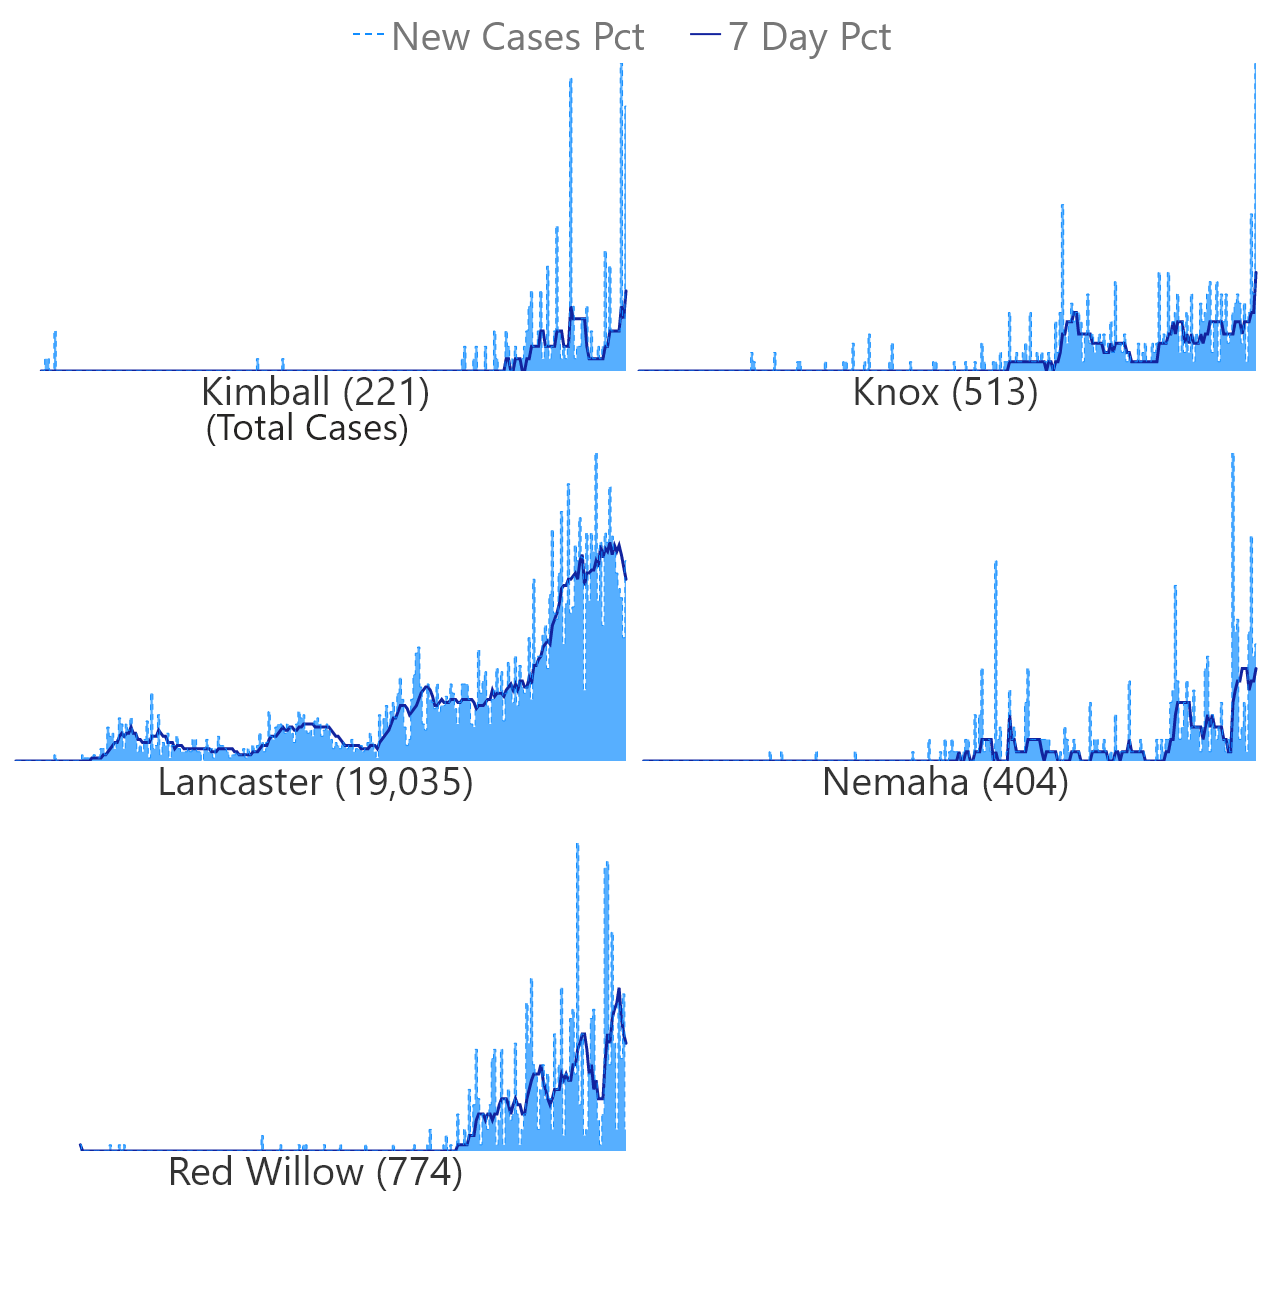 New Cases Pct 7 Day Pct
Kimball (221) Knox (513)
(Total Cases)
Lancaster (19,035) Nemaha (404)
Red Willow (774)